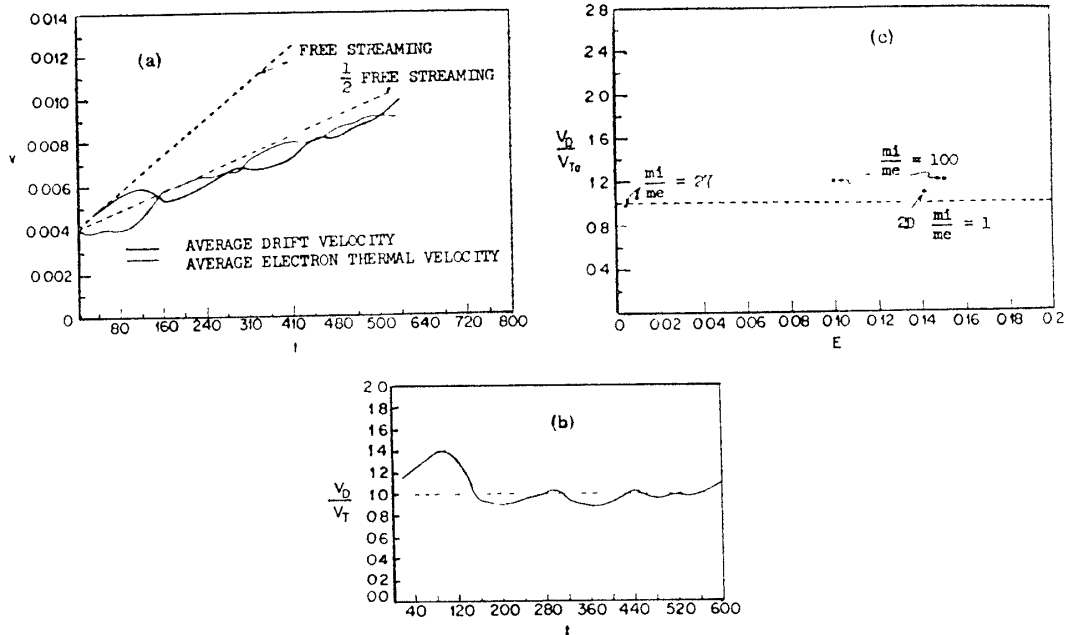 (a)
0 014
0 012
0 010
0 008
0 006
0 004
0 002
0
v
FREE STREAMING
1/2 FREE STREAMING
AVERAGE DRIFT VELOCITY
AVERAGE ELECTRON THERMAL VELOCITY
80 160 240 310 410 500 640 720 800
t
(c)
2 8
2 4
2 0
1 6
1 2
0 8
0 4
0
V_D/V_Te
mi/me = 27
mi/me = 100
2D mi/me = 1
0 002 004 006 008 010 012 014 016 018 02
E
(b)
2 0
1 8
1 6
1 4
1 2
1 0
0 8
0 6
0 4
0 2
0 0
V_D/V_T
40 120 200 280 360 440 520 600
t